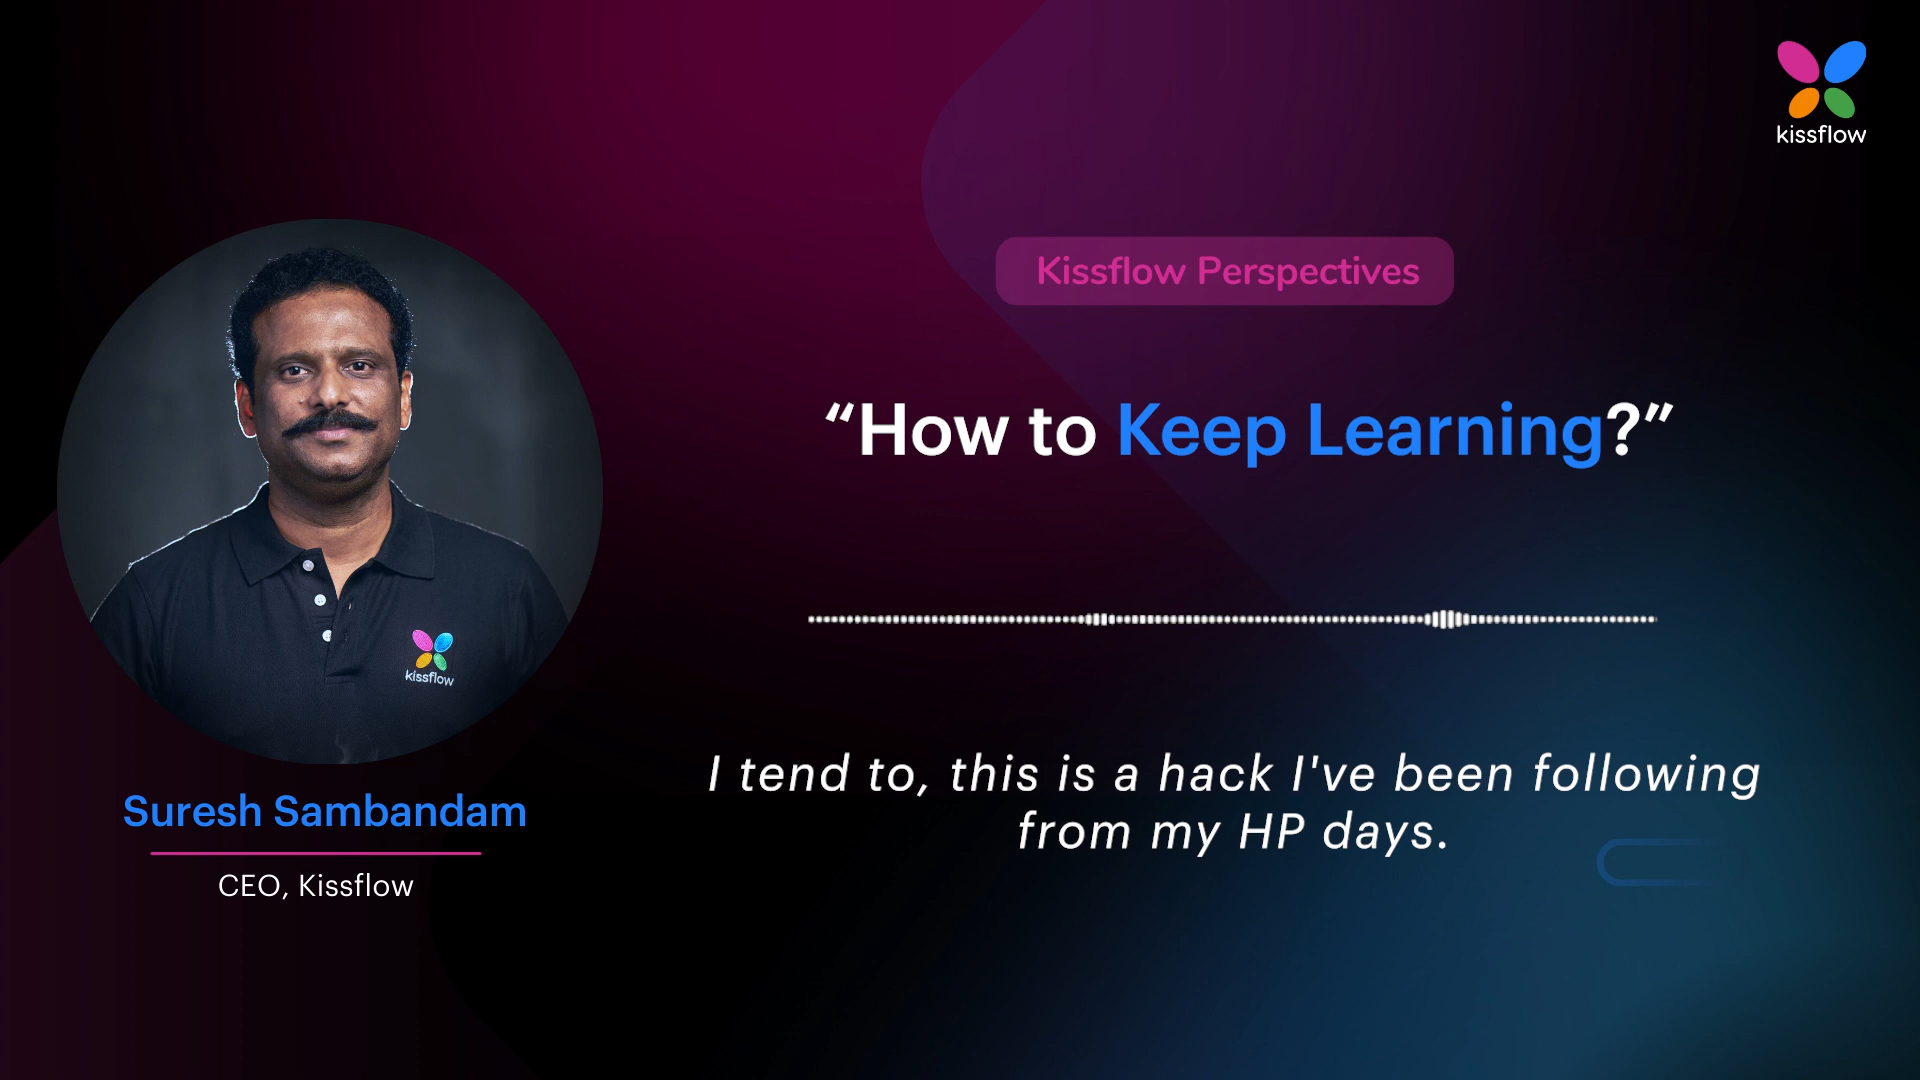 kissflow
Kissflow Perspectives
“How to Keep Learning?”
kissflow
I tend to, this is a hack I've been following
from my HP days.
Suresh Sambandam
CEO, Kissflow